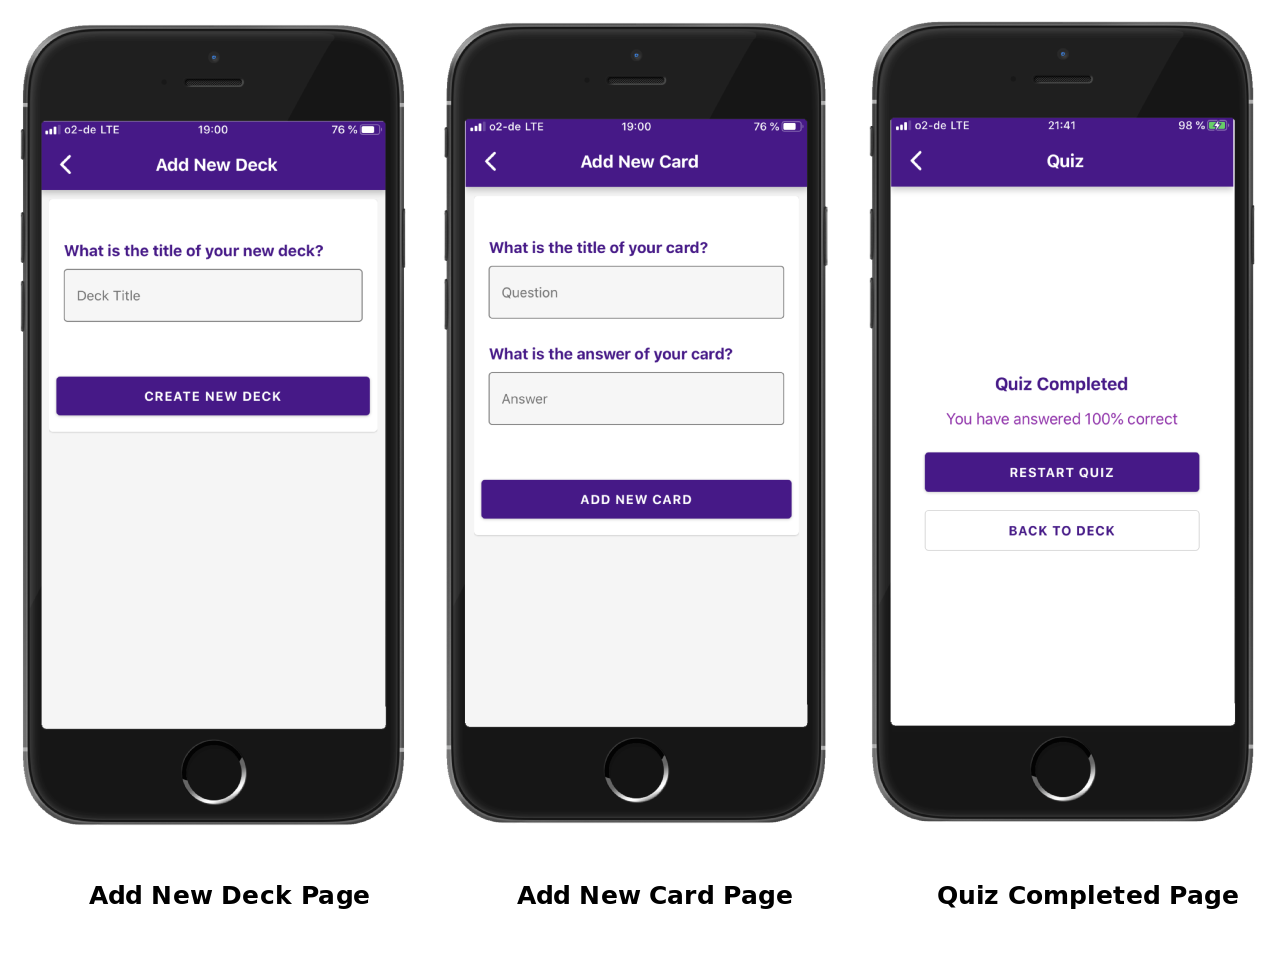 o2-de LTE 19:00 76 %
Add New Deck
What is the title of your new deck?
Deck Title
CREATE NEW DECK
o2-de LTE 19:00 76 %
Add New Card
What is the title of your card?
Question
What is the answer of your card?
Answer
ADD NEW CARD
o2-de LTE 21:41 98 %
Quiz
Quiz Completed
You have answered 100% correct
RESTART QUIZ
BACK TO DECK
Add New Deck Page
Add New Card Page
Quiz Completed Page